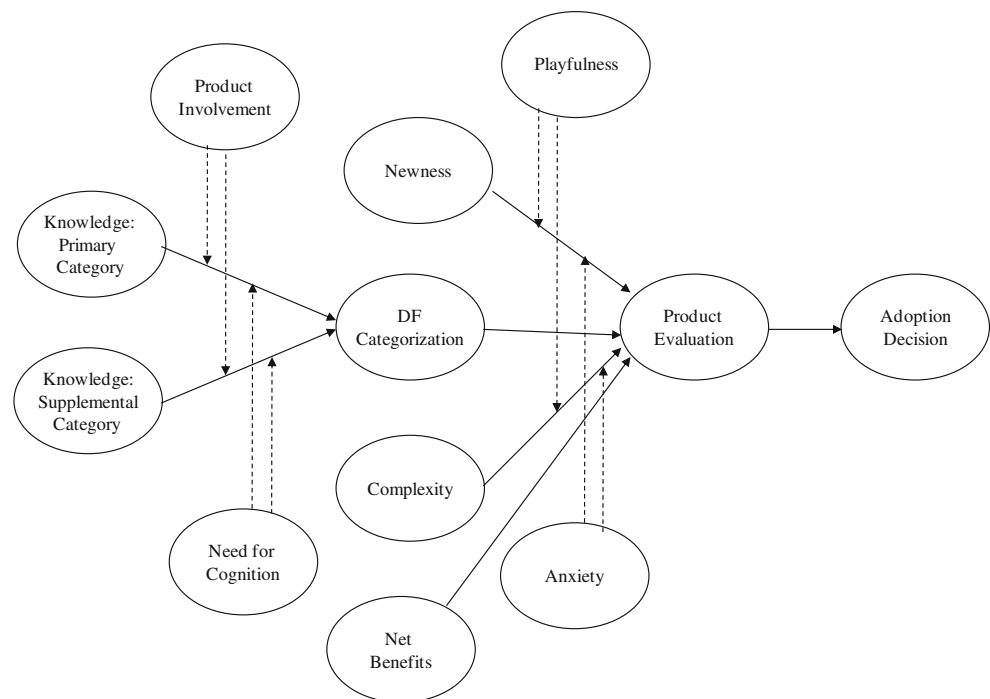 Playfulness
Product
Involvement
Newness
Knowledge:
Primary
Category
DF
Categorization
Product
Evaluation
Adoption
Decision
Knowledge:
Supplemental
Category
Complexity
Need for
Cognition
Anxiety
Net
Benefits